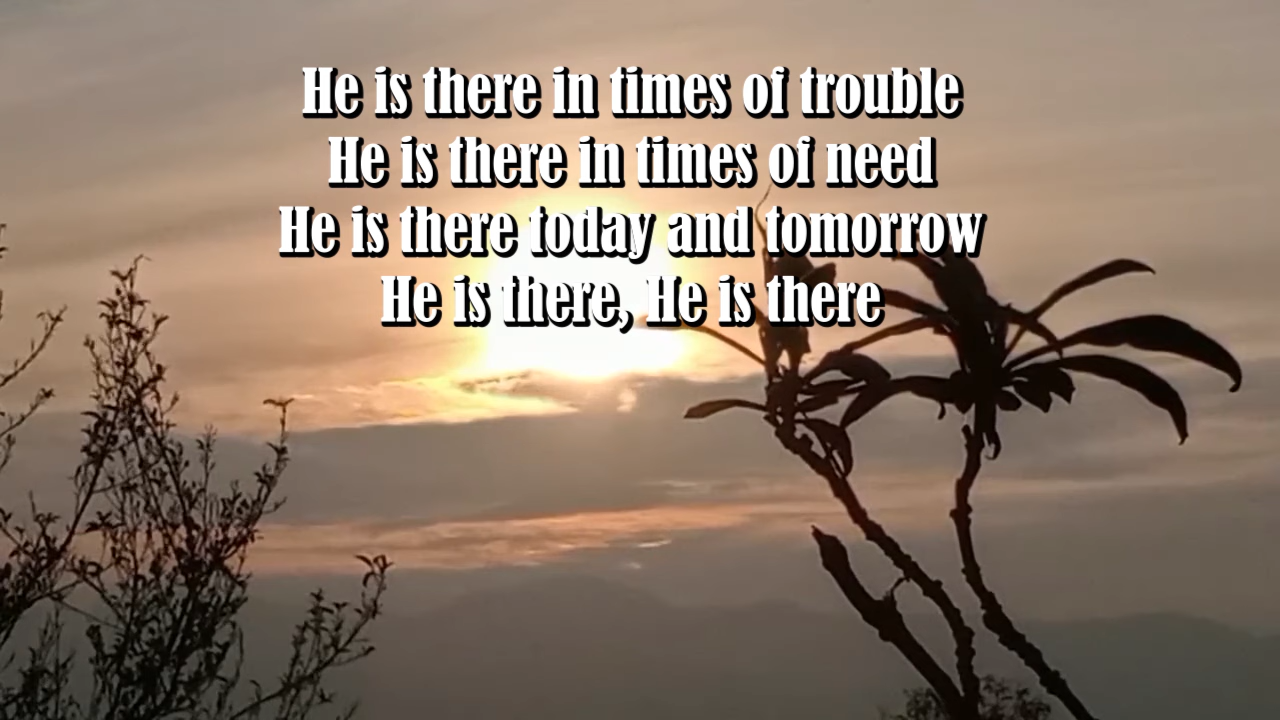 He is there in times of trouble
He is there in times of need
He is there today and tomorrow
He is there, He is there